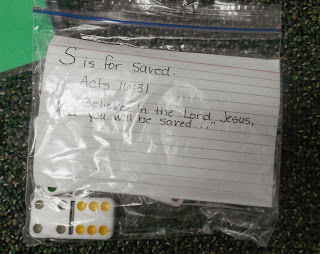 S is for Saved.
Acts 16:31
"Believe in the Lord Jesus,
you will be saved..."